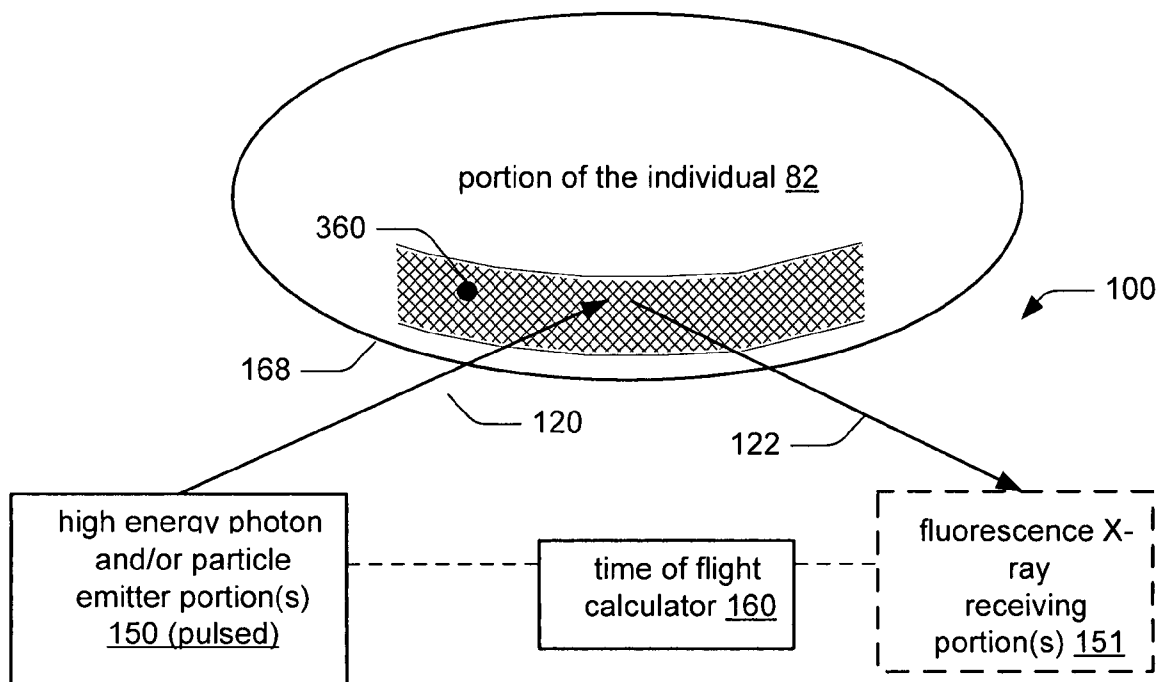 portion of the individual 82
360
100
168
120
122
high energy photon
and/or particle
emitter portion(s)
150 (pulsed)
time of flight
calculator 160
fluorescence X-
ray
receiving
portion(s) 151